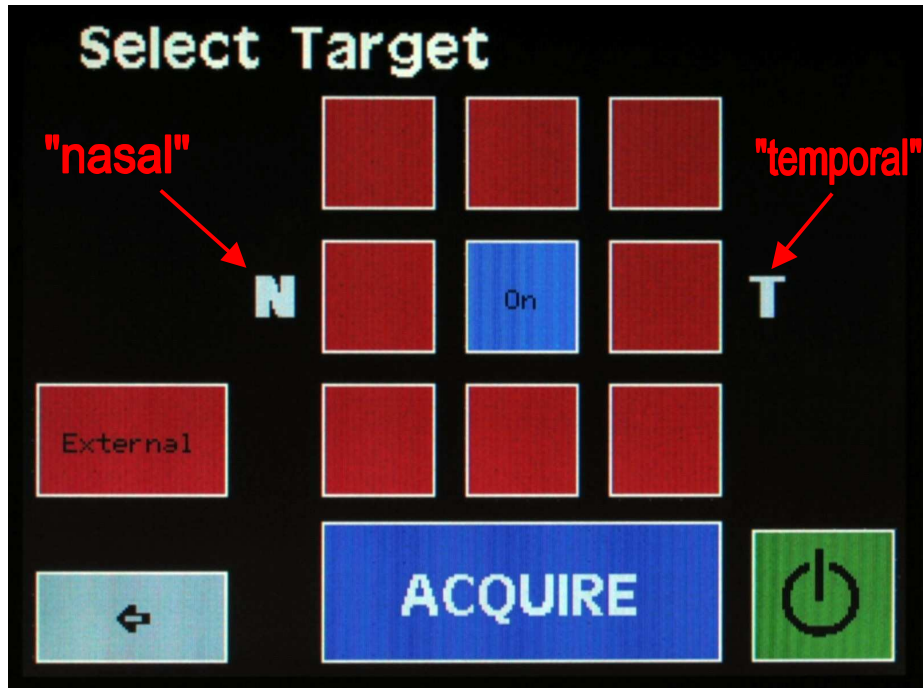 Select Target
"nasal"
"temporal"
N
On
T
External
ACQUIRE